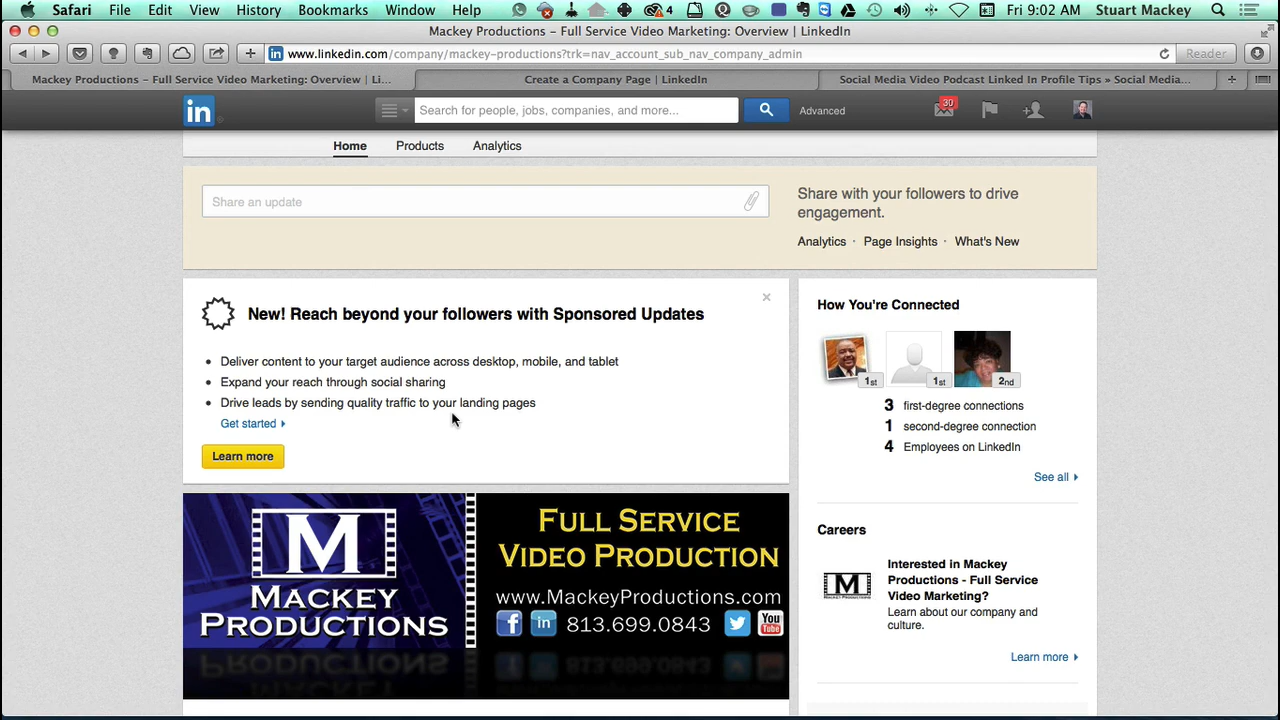 Safari File Edit View History Bookmarks Window Help 4 Fri 9:02 AM Stuart Mackey
Mackey Productions – Full Service Video Marketing: Overview | LinkedIn
www.linkedin.com/company/mackey-productions?trk=nav_account_sub_nav_company_admin Reader
Mackey Productions – Full Service Video Marketing: Overview | Li... Create a Company Page | LinkedIn Social Media Video Podcast Linked In Profile Tips » Social Media...
in Search for people, jobs, companies, and more... Advanced 30
Home Products Analytics
Share an update
Share with your followers to drive
engagement.
Analytics · Page Insights · What's New
New! Reach beyond your followers with Sponsored Updates
Deliver content to your target audience across desktop, mobile, and tablet
Expand your reach through social sharing
Drive leads by sending quality traffic to your landing pages
Get started
Learn more
How You're Connected
1st 1st 2nd
3 first-degree connections
1 second-degree connection
4 Employees on LinkedIn
See all
M
MACKEY
PRODUCTIONS
FULL SERVICE
VIDEO PRODUCTION
www.MackeyProductions.com
f in 813.699.0843 You Tube
Careers
M
MACKEY PRODUCTIONS
Interested in Mackey
Productions - Full Service
Video Marketing?
Learn about our company and
culture.
Learn more